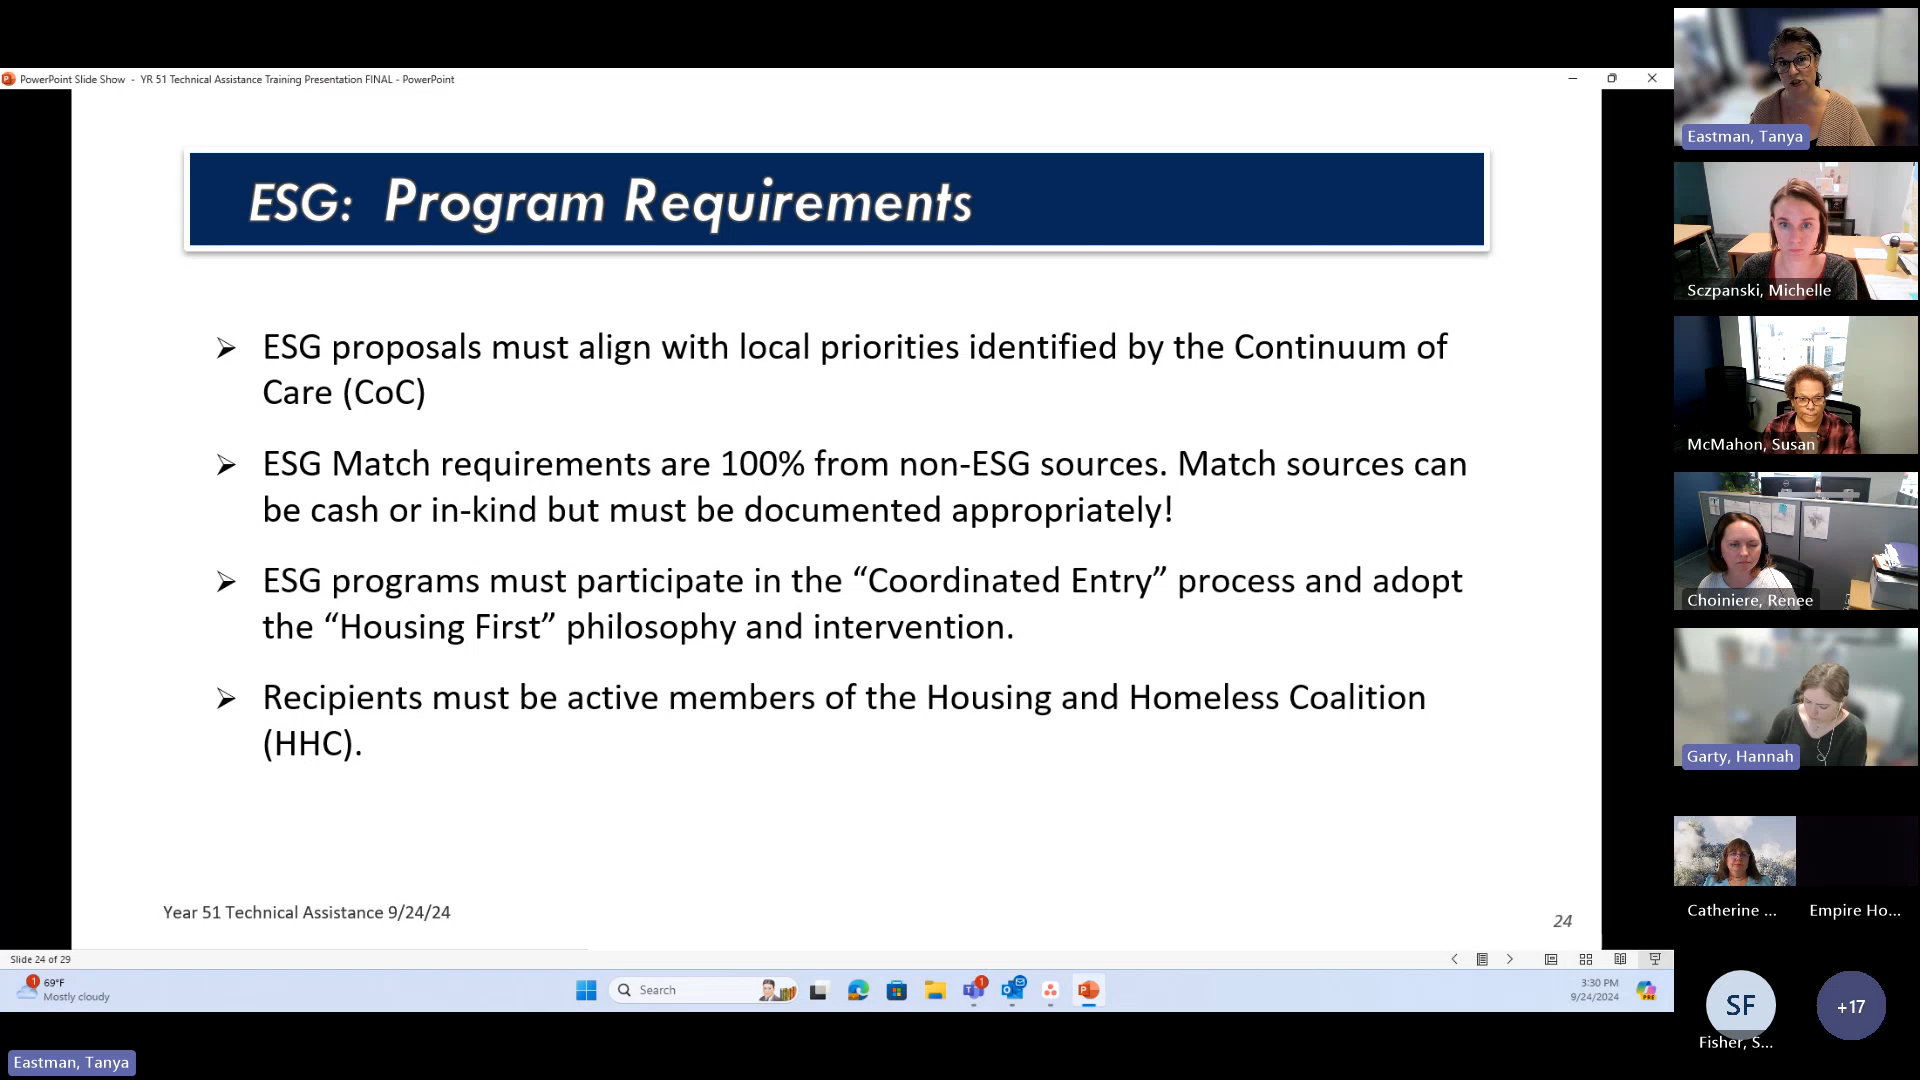 PowerPoint Slide Show - YR 51 Technical Assistance Training Presentation FINAL - PowerPoint
ESG: Program Requirements
ESG proposals must align with local priorities identified by the Continuum of
Care (CoC)
ESG Match requirements are 100% from non-ESG sources. Match sources can
be cash or in-kind but must be documented appropriately!
ESG programs must participate in the “Coordinated Entry” process and adopt
the “Housing First” philosophy and intervention.
Recipients must be active members of the Housing and Homeless Coalition
(HHC).
Year 51 Technical Assistance 9/24/24
24
Slide 24 of 29
1
69°F
Mostly cloudy
Search
1
3:30 PM
9/24/2024
PRE
Eastman, Tanya
Eastman, Tanya
Sczpanski, Michelle
McMahon, Susan
Choiniere, Renee
Garty, Hannah
Catherine ...
Empire Ho...
SF
Fisher, S...
+17